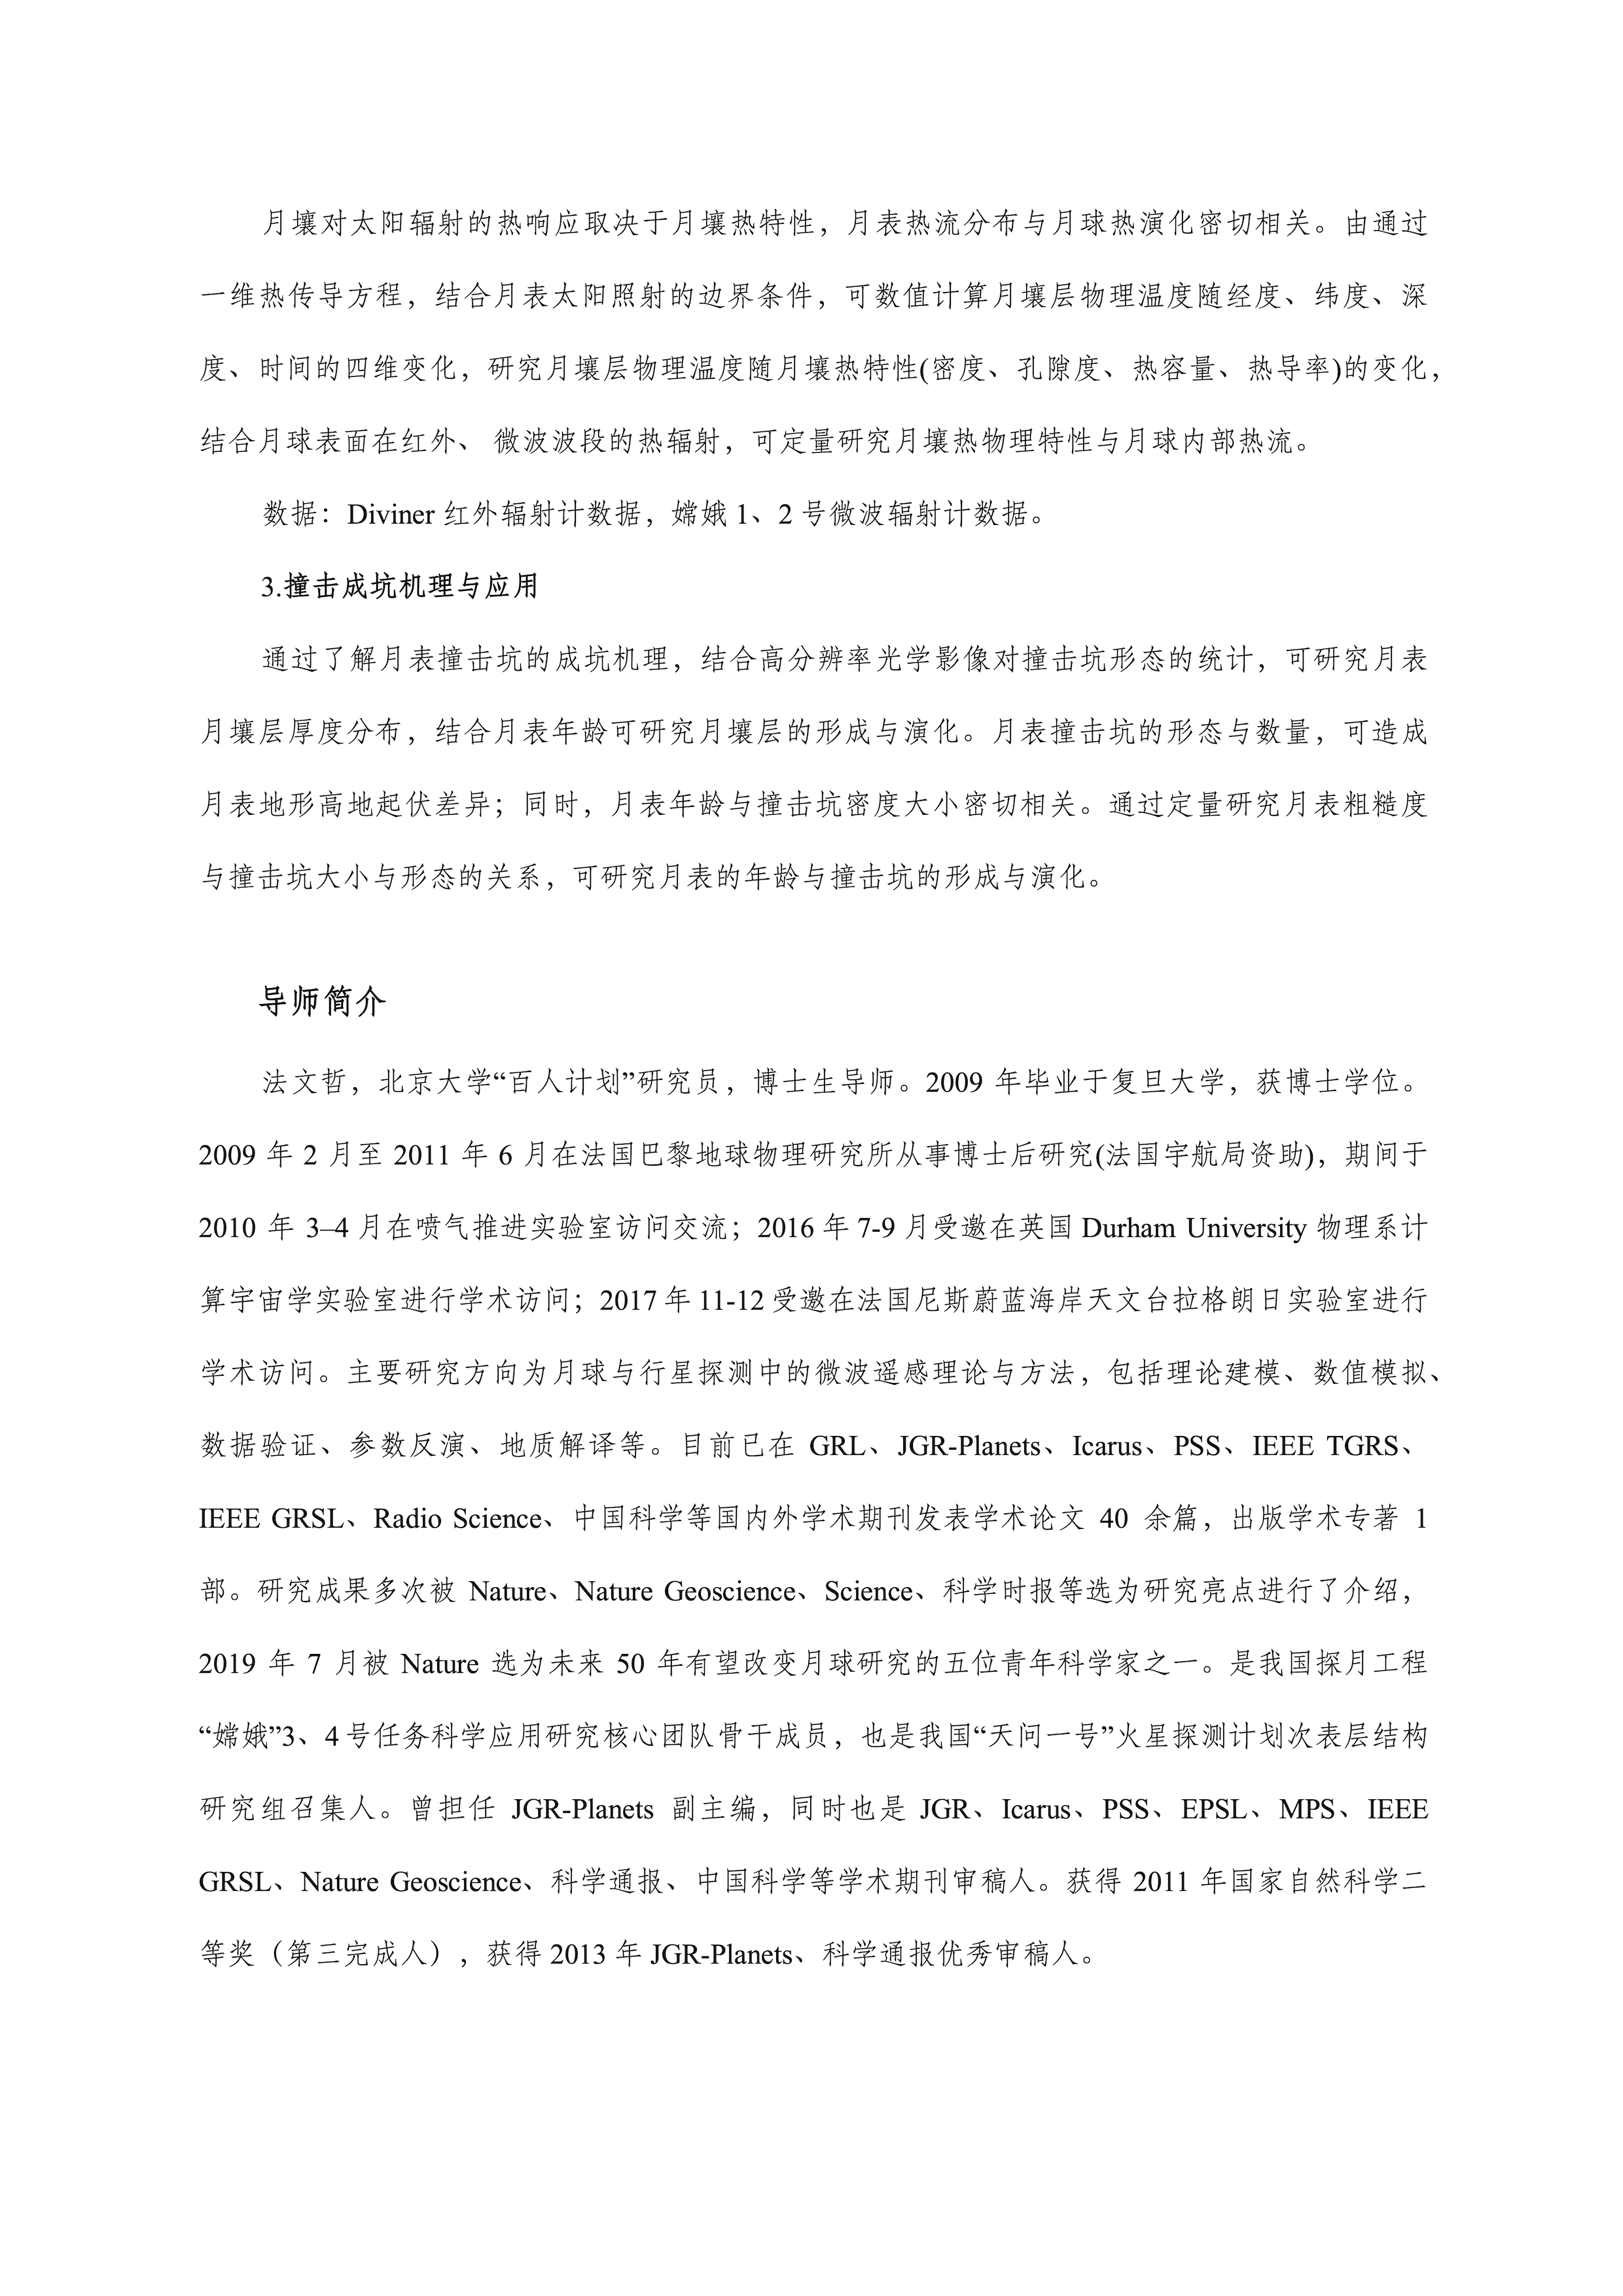 月壤对太阳辐射的热响应取决于月壤热特性，月表热流分布与月球热演化密切相关。由通过
一维热传导方程，结合月表太阳照射的边界条件，可数值计算月壤层物理温度随经度、纬度、深
度、时间的四维变化，研究月壤层物理温度随月壤热特性(密度、孔隙度、热容量、热导率)的变化，
结合月球表面在红外、 微波波段的热辐射，可定量研究月壤热物理特性与月球内部热流。
数据：Diviner 红外辐射计数据，嫦娥 1、2 号微波辐射计数据。
3.撞击成坑机理与应用
通过了解月表撞击坑的成坑机理，结合高分辨率光学影像对撞击坑形态的统计，可研究月表
月壤层厚度分布，结合月表年龄可研究月壤层的形成与演化。月表撞击坑的形态与数量，可造成
月表地形高地起伏差异；同时，月表年龄与撞击坑密度大小密切相关。通过定量研究月表粗糙度
与撞击坑大小与形态的关系，可研究月表的年龄与撞击坑的形成与演化。
导师简介
法文哲，北京大学“百人计划”研究员，博士生导师。2009 年毕业于复旦大学，获博士学位。
2009 年 2 月至 2011 年 6 月在法国巴黎地球物理研究所从事博士后研究(法国宇航局资助)，期间于
2010 年 3–4 月在喷气推进实验室访问交流；2016 年 7-9 月受邀在英国 Durham University 物理系计
算宇宙学实验室进行学术访问；2017 年 11-12 受邀在法国尼斯蔚蓝海岸天文台拉格朗日实验室进行
学术访问。主要研究方向为月球与行星探测中的微波遥感理论与方法，包括理论建模、数值模拟、
数据验证、参数反演、地质解译等。目前已在 GRL、JGR-Planets、Icarus、PSS、IEEE TGRS、
IEEE GRSL、Radio Science、中国科学等国内外学术期刊发表学术论文 40 余篇，出版学术专著 1
部。研究成果多次被 Nature、Nature Geoscience、Science、科学时报等选为研究亮点进行了介绍，
2019 年 7 月被 Nature 选为未来 50 年有望改变月球研究的五位青年科学家之一。是我国探月工程
“嫦娥”3、4 号任务科学应用研究核心团队骨干成员，也是我国“天问一号”火星探测计划次表层结构
研究组召集人。曾担任 JGR-Planets 副主编，同时也是 JGR、Icarus、PSS、EPSL、MPS、IEEE
GRSL、Nature Geoscience、科学通报、中国科学等学术期刊审稿人。获得 2011 年国家自然科学二
等奖（第三完成人），获得 2013 年 JGR-Planets、科学通报优秀审稿人。